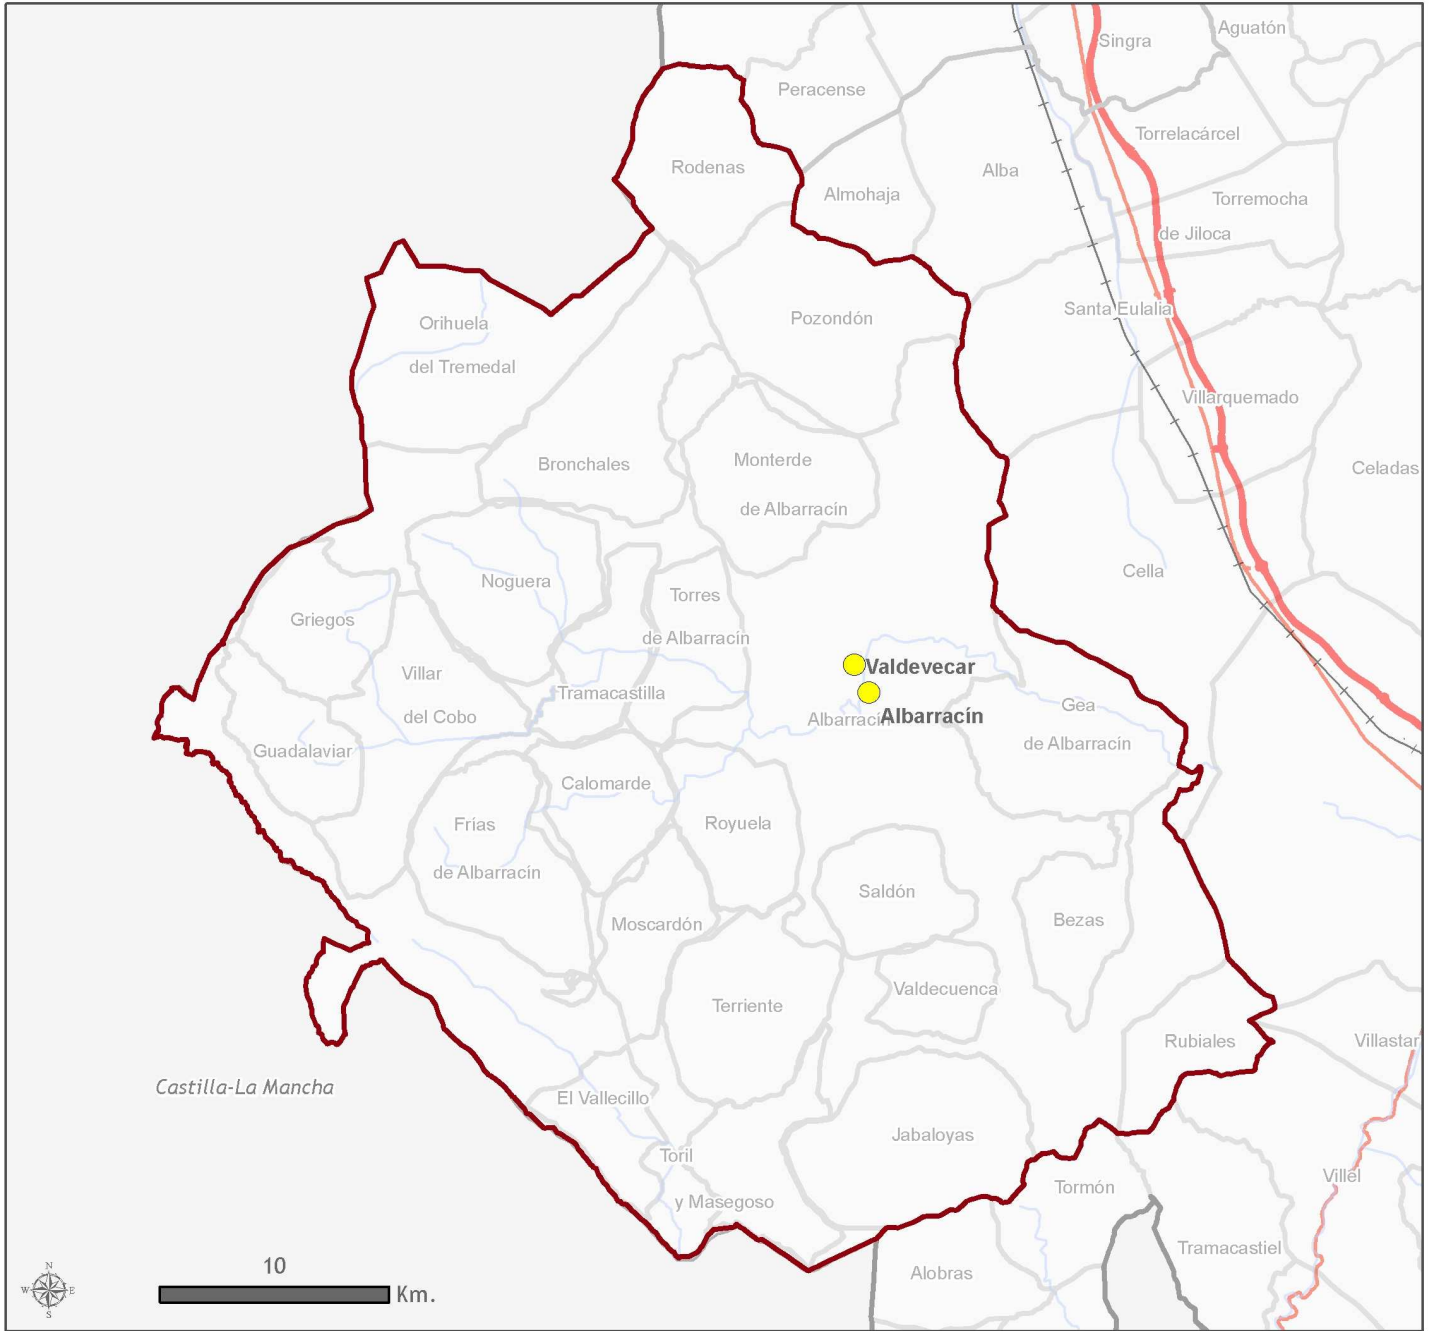 Singra
Aguatón
Peracense
Torrelacárcel
Rodenas
Alba
Almohaja
Torremocha
de Jiloca
Santa Eulalia
Orihuela
del Tremedal
Pozondón
Villarquemado
Bronchales
Monterde
de Albarracín
Celadas
Noguera
Cella
Torres
de Albarracín
Griegos
Valdevecar
Villar
del Cobo
Tramacastilla
Albarracín
Albarracín
Gea
de Albarracín
Guadalaviar
Calomarde
Frías
de Albarracín
Royuela
Saldón
Moscardón
Bezas
Valdecuenca
Terriente
Rubiales
Villastar
Castilla-La Mancha
El Vallecillo
Jabaloyas
Toril
y Masegoso
Tormón
Villel
Tramacastiel
Alobras
N
W E
S
10
Km.